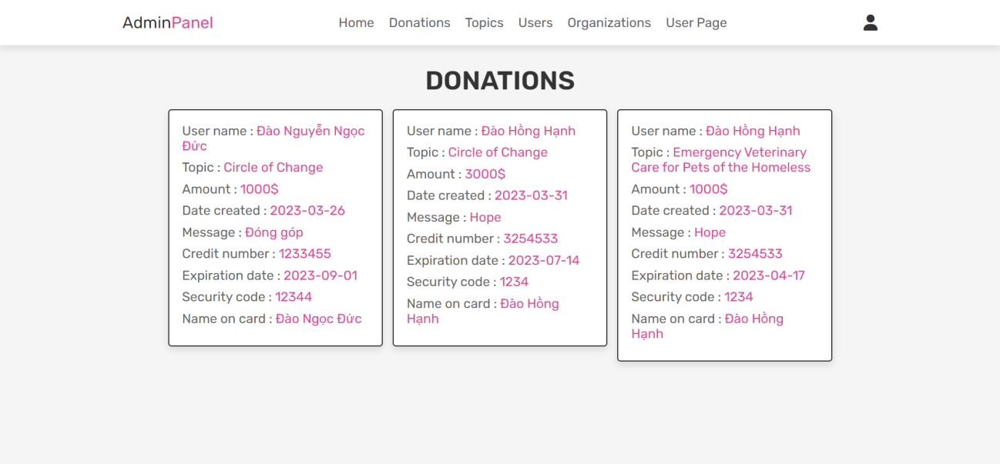 AdminPanel
Home Donations Topics Users Organizations User Page
DONATIONS
User name : Đào Nguyễn Ngọc
Đức
Topic : Circle of Change
Amount : 1000$
Date created : 2023-03-26
Message : Đóng góp
Credit number : 1233455
Expiration date : 2023-09-01
Security code : 12344
Name on card : Đào Ngọc Đức
User name : Đào Hồng Hạnh
Topic : Circle of Change
Amount : 3000$
Date created : 2023-03-31
Message : Hope
Credit number : 3254533
Expiration date : 2023-07-14
Security code : 1234
Name on card : Đào Hồng
Hạnh
User name : Đào Hồng Hạnh
Topic : Emergency Veterinary
Care for Pets of the Homeless
Amount : 1000$
Date created : 2023-03-31
Message : Hope
Credit number : 3254533
Expiration date : 2023-04-17
Security code : 1234
Name on card : Đào Hồng
Hạnh